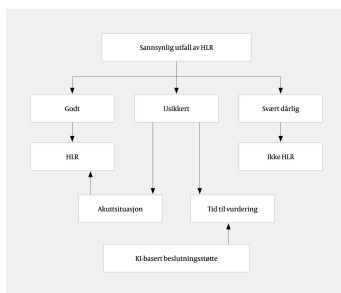 Sannsynlig utfall av HLR
Godt
Usikkert
Svært dårlig
HLR
Ikke HLR
Akuttsituasjon
Tid til vurdering
KI-basert beslutningsstøtte